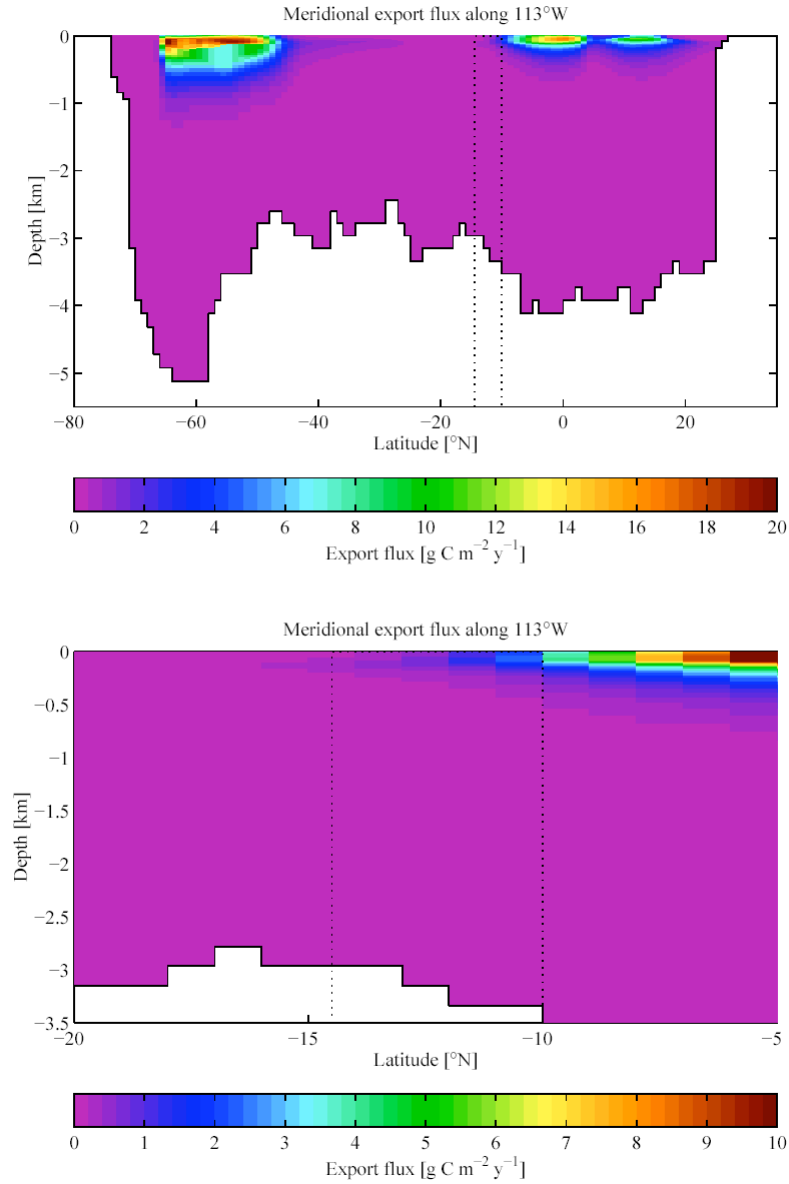 Meridional export flux along 113°W
0
−1
−2
−3
−4
−5
Depth [km]
−80 −60 −40 −20 0 20
Latitude [°N]
0 2 4 6 8 10 12 14 16 18 20
Export flux [g C m⁻² y⁻¹]
Meridional export flux along 113°W
0
−0.5
−1
−1.5
−2
−2.5
−3
−3.5
Depth [km]
−20 −15 −10 −5
Latitude [°N]
0 1 2 3 4 5 6 7 8 9 10
Export flux [g C m⁻² y⁻¹]